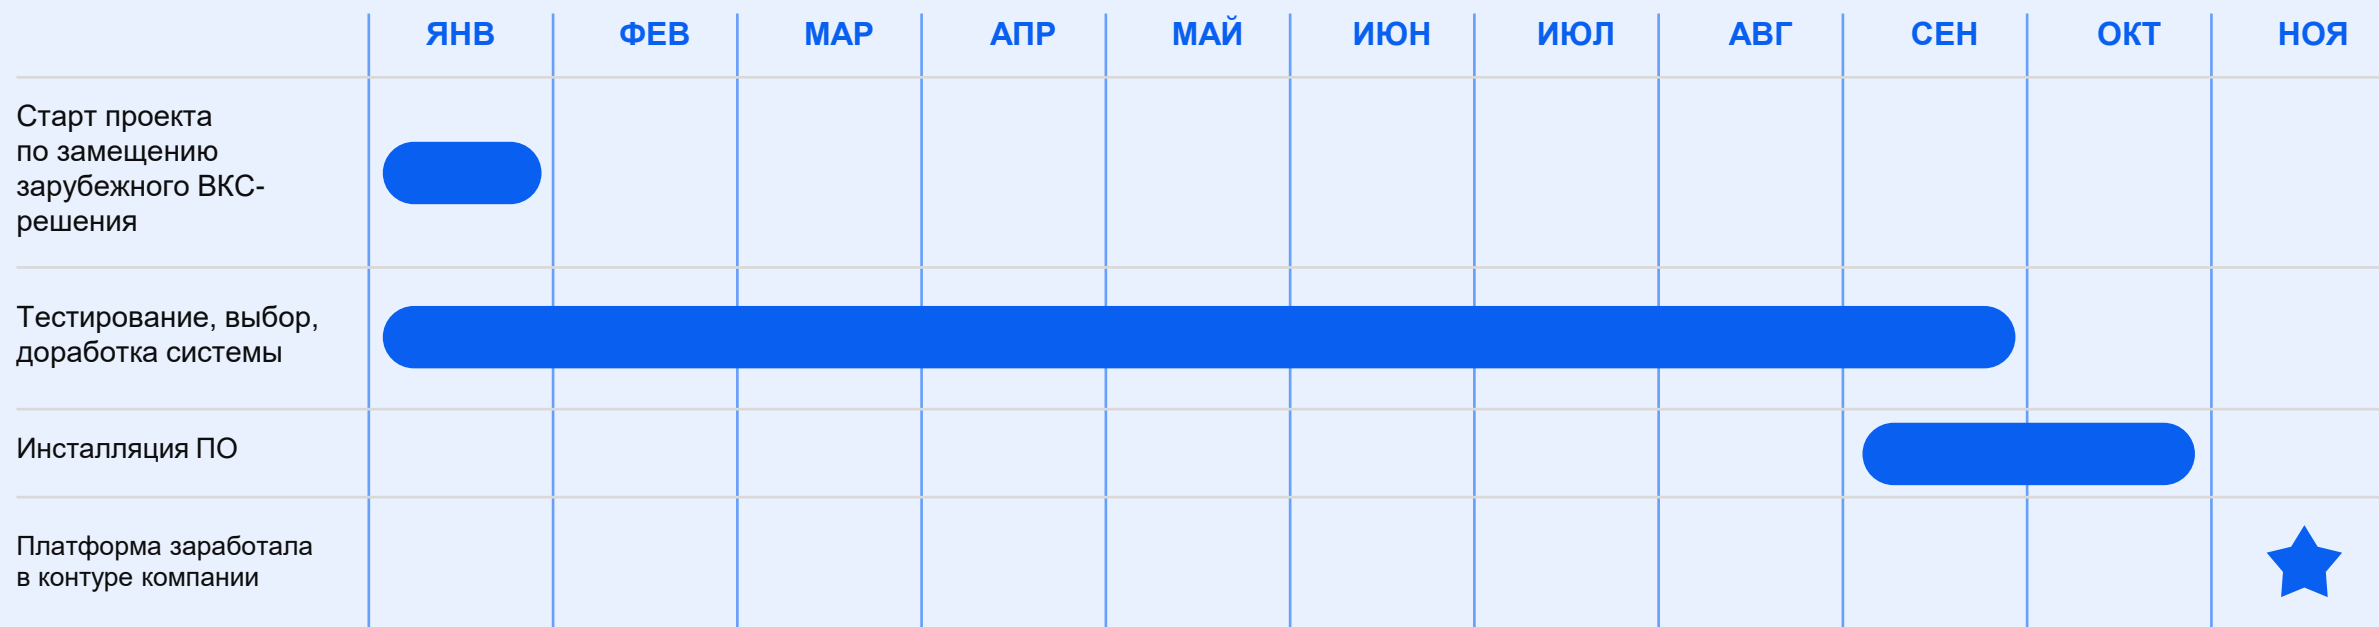 ЯНВ ФЕВ МАР АПР МАЙ ИЮН ИЮЛ АВГ СЕН ОКТ НОЯ
Старт проекта
по замещению
зарубежного ВКС-
решения
Тестирование, выбор,
доработка системы
Инсталляция ПО
Платформа заработала
в контуре компании